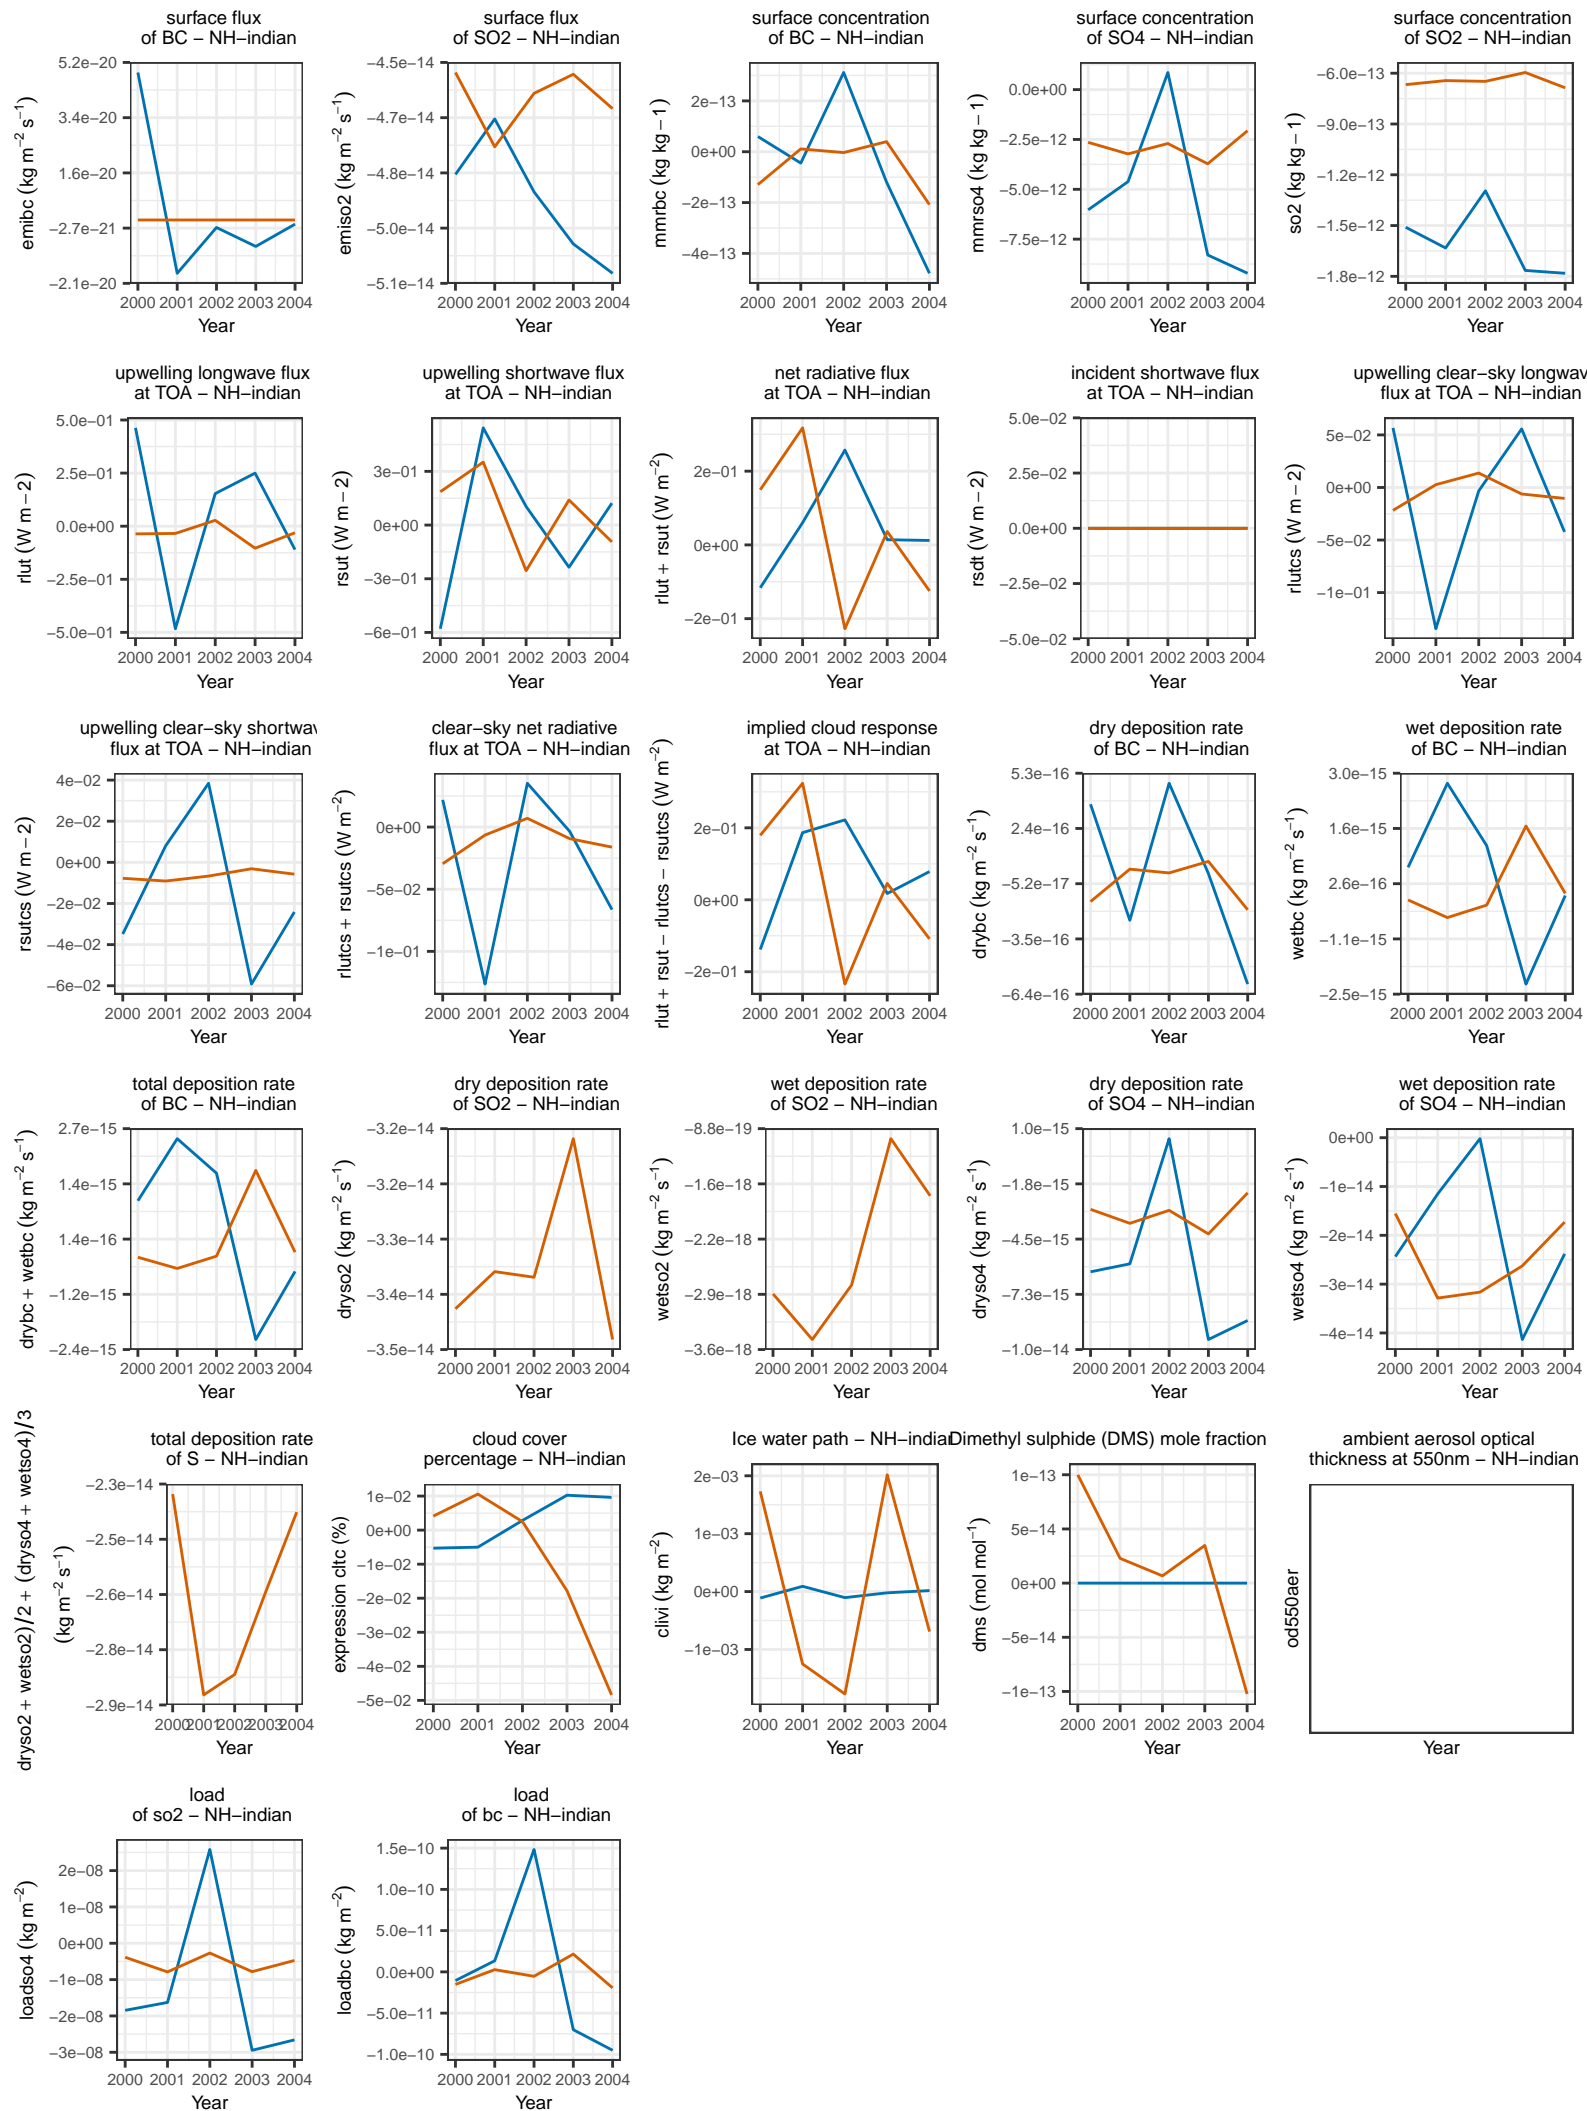 surface flux
of BC − NH−indian
emibc (kg m−2 s−1)
5.2e−20
3.4e−20
1.6e−20
−2.7e−21
−2.1e−20
2000 2001 2002 2003 2004
Year
surface flux
of SO2 − NH−indian
emiso2 (kg m−2 s−1)
−4.5e−14
−4.7e−14
−4.8e−14
−5.0e−14
−5.1e−14
2000 2001 2002 2003 2004
Year
surface concentration
of BC − NH−indian
mmrbc (kg kg − 1)
2e−13
0e+00
−2e−13
−4e−13
2000 2001 2002 2003 2004
Year
surface concentration
of SO4 − NH−indian
mmrso4 (kg kg − 1)
0.0e+00
−2.5e−12
−5.0e−12
−7.5e−12
2000 2001 2002 2003 2004
Year
surface concentration
of SO2 − NH−indian
so2 (kg kg − 1)
−6.0e−13
−9.0e−13
−1.2e−12
−1.5e−12
−1.8e−12
2000 2001 2002 2003 2004
Year
upwelling longwave flux
at TOA − NH−indian
rlut (W m − 2)
5.0e−01
2.5e−01
0.0e+00
−2.5e−01
−5.0e−01
2000 2001 2002 2003 2004
Year
upwelling shortwave flux
at TOA − NH−indian
rsut (W m − 2)
3e−01
0e+00
−3e−01
−6e−01
2000 2001 2002 2003 2004
Year
net radiative flux
at TOA − NH−indian
rlut + rsut (W m−2)
2e−01
0e+00
−2e−01
2000 2001 2002 2003 2004
Year
incident shortwave flux
at TOA − NH−indian
rsdt (W m − 2)
5.0e−02
2.5e−02
0.0e+00
−2.5e−02
−5.0e−02
2000 2001 2002 2003 2004
Year
upwelling clear−sky longwav
flux at TOA − NH−indian
rlutcs (W m − 2)
5e−02
0e+00
−5e−02
−1e−01
2000 2001 2002 2003 2004
Year
upwelling clear−sky shortwav
flux at TOA − NH−indian
rsutcs (W m − 2)
4e−02
2e−02
0e+00
−2e−02
−4e−02
−6e−02
2000 2001 2002 2003 2004
Year
clear−sky net radiative
flux at TOA − NH−indian
rlutcs + rsutcs (W m−2)
0e+00
−5e−02
−1e−01
2000 2001 2002 2003 2004
Year
implied cloud response
at TOA − NH−indian
rlut + rsut − rlutcs − rsutcs (W m−2)
2e−01
0e+00
−2e−01
2000 2001 2002 2003 2004
Year
dry deposition rate
of BC − NH−indian
drybc (kg m−2 s−1)
5.3e−16
2.4e−16
−5.2e−17
−3.5e−16
−6.4e−16
2000 2001 2002 2003 2004
Year
wet deposition rate
of BC − NH−indian
wetbc (kg m−2 s−1)
3.0e−15
1.6e−15
2.6e−16
−1.1e−15
−2.5e−15
2000 2001 2002 2003 2004
Year
total deposition rate
of BC − NH−indian
drybc + wetbc (kg m−2 s−1)
2.7e−15
1.4e−15
1.4e−16
−1.2e−15
−2.4e−15
2000 2001 2002 2003 2004
Year
dry deposition rate
of SO2 − NH−indian
dryso2 (kg m−2 s−1)
−3.2e−14
−3.2e−14
−3.3e−14
−3.4e−14
−3.5e−14
2000 2001 2002 2003 2004
Year
wet deposition rate
of SO2 − NH−indian
wetso2 (kg m−2 s−1)
−8.8e−19
−1.6e−18
−2.2e−18
−2.9e−18
−3.6e−18
2000 2001 2002 2003 2004
Year
dry deposition rate
of SO4 − NH−indian
dryso4 (kg m−2 s−1)
1.0e−15
−1.8e−15
−4.5e−15
−7.3e−15
−1.0e−14
2000 2001 2002 2003 2004
Year
wet deposition rate
of SO4 − NH−indian
wetso4 (kg m−2 s−1)
0e+00
−1e−14
−2e−14
−3e−14
−4e−14
2000 2001 2002 2003 2004
Year
total deposition rate
of S − NH−indian
dryso2 + wetso2)/2 + (dryso4 + wetso4)/3
(kg m−2 s−1)
−2.3e−14
−2.5e−14
−2.6e−14
−2.8e−14
−2.9e−14
2000 2001 2002 2003 2004
Year
cloud cover
percentage − NH−indian
expression cltc (%)
1e−02
0e+00
−1e−02
−2e−02
−3e−02
−4e−02
−5e−02
2000 2001 2002 2003 2004
Year
Ice water path − NH−indian
clivi (kg m−2)
2e−03
1e−03
0e+00
−1e−03
2000 2001 2002 2003 2004
Year
Dimethyl sulphide (DMS) mole fraction
dms (mol mol−1)
1e−13
5e−14
0e+00
−5e−14
−1e−13
2000 2001 2002 2003 2004
Year
ambient aerosol optical
thickness at 550nm − NH−indian
od550aer
Year
load
of so2 − NH−indian
loadso4 (kg m−2)
2e−08
1e−08
0e+00
−1e−08
−2e−08
−3e−08
2000 2001 2002 2003 2004
Year
load
of bc − NH−indian
loadbc (kg m−2)
1.5e−10
1.0e−10
5.0e−11
0.0e+00
−5.0e−11
−1.0e−10
2000 2001 2002 2003 2004
Year